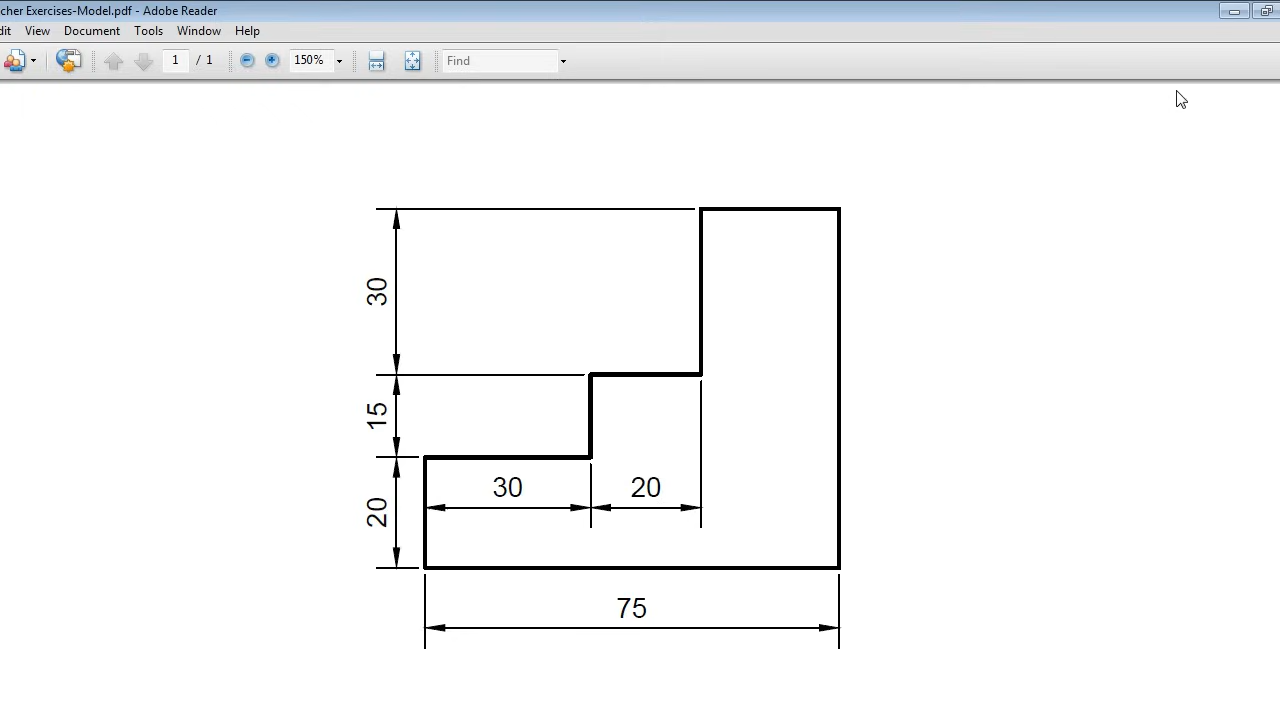 cher Exercises-Model.pdf - Adobe Reader
dit View Document Tools Window Help
1 / 1 150% Find
30
15
20
30 20
75